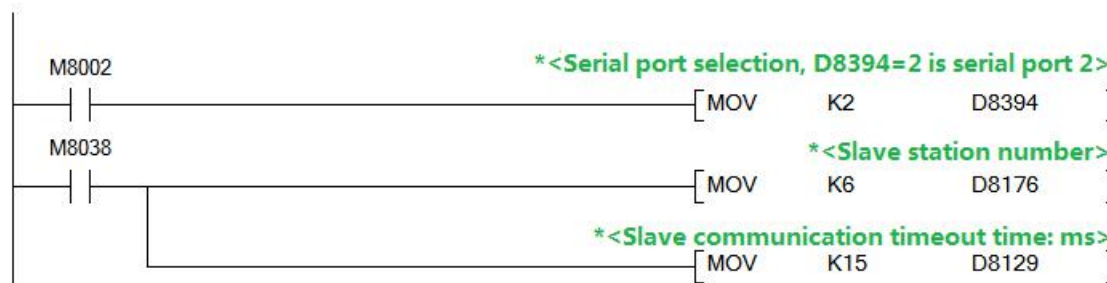 *<Serial port selection, D8394=2 is serial port 2>
M8002
[MOV K2 D8394 ]
*<Slave station number>
M8038
[MOV K6 D8176 ]
*<Slave communication timeout time: ms>
[MOV K15 D8129 ]